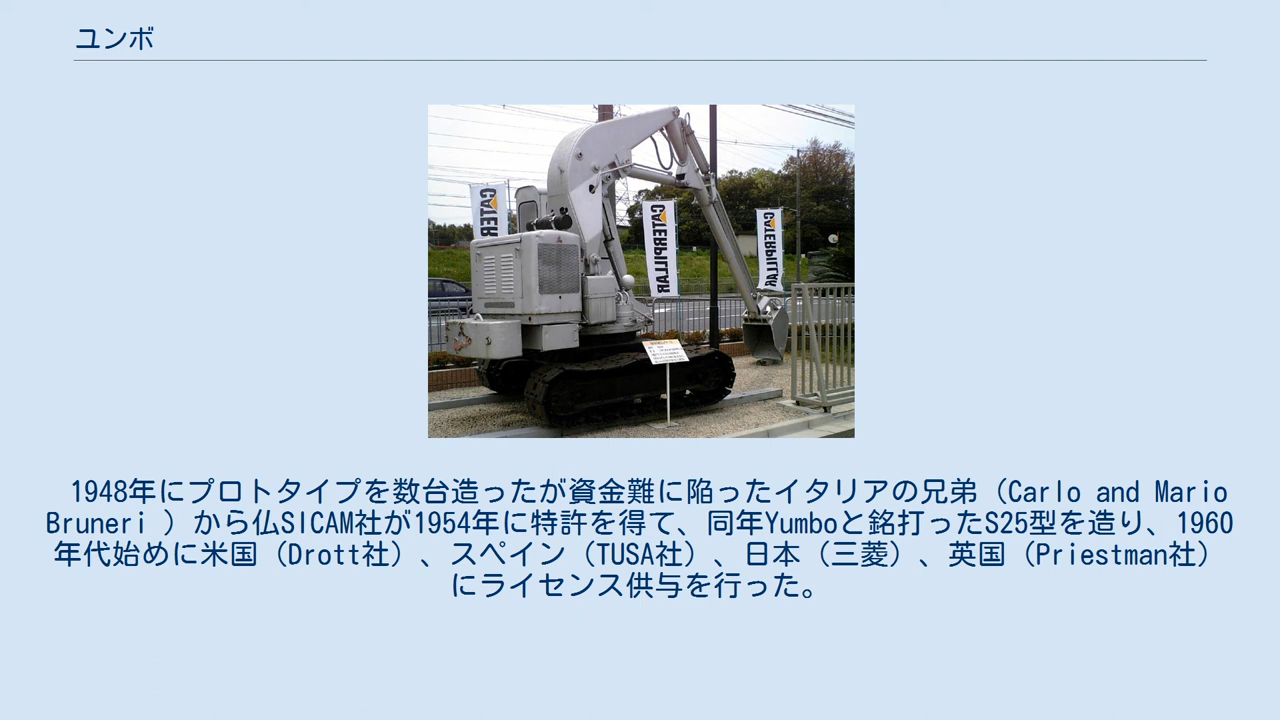 ユンボ
CATER
CATERPILLAR
CATERPILLAR
1948年にプロトタイプを数台造ったが資金難に陥ったイタリアの兄弟（Carlo and Mario
Bruneri ）から仏SICAM社が1954年に特許を得て、同年Yumboと銘打ったS25型を造り、1960
年代始めに米国（Drott社）、スペイン（TUSA社）、日本（三菱）、英国（Priestman社）
にライセンス供与を行った。